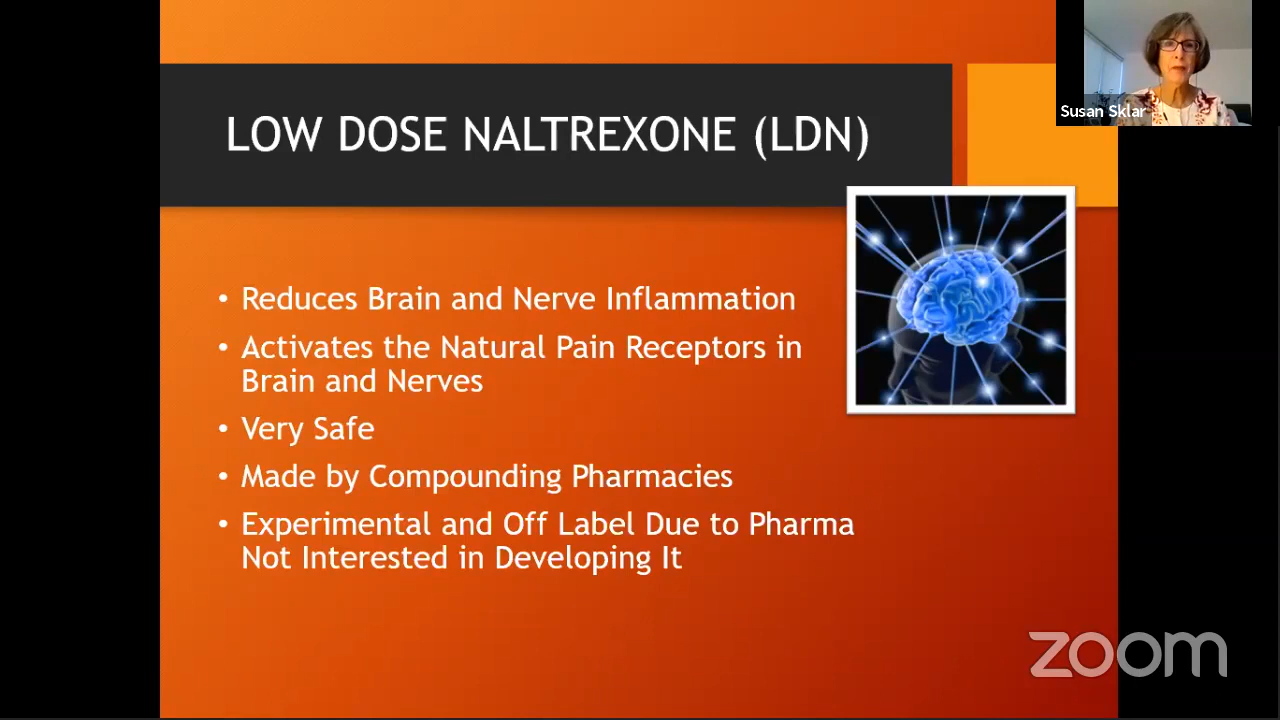 Susan Sklar
LOW DOSE NALTREXONE (LDN)
• Reduces Brain and Nerve Inflammation
• Activates the Natural Pain Receptors in
Brain and Nerves
• Very Safe
• Made by Compounding Pharmacies
• Experimental and Off Label Due to Pharma
Not Interested in Developing It
zoom